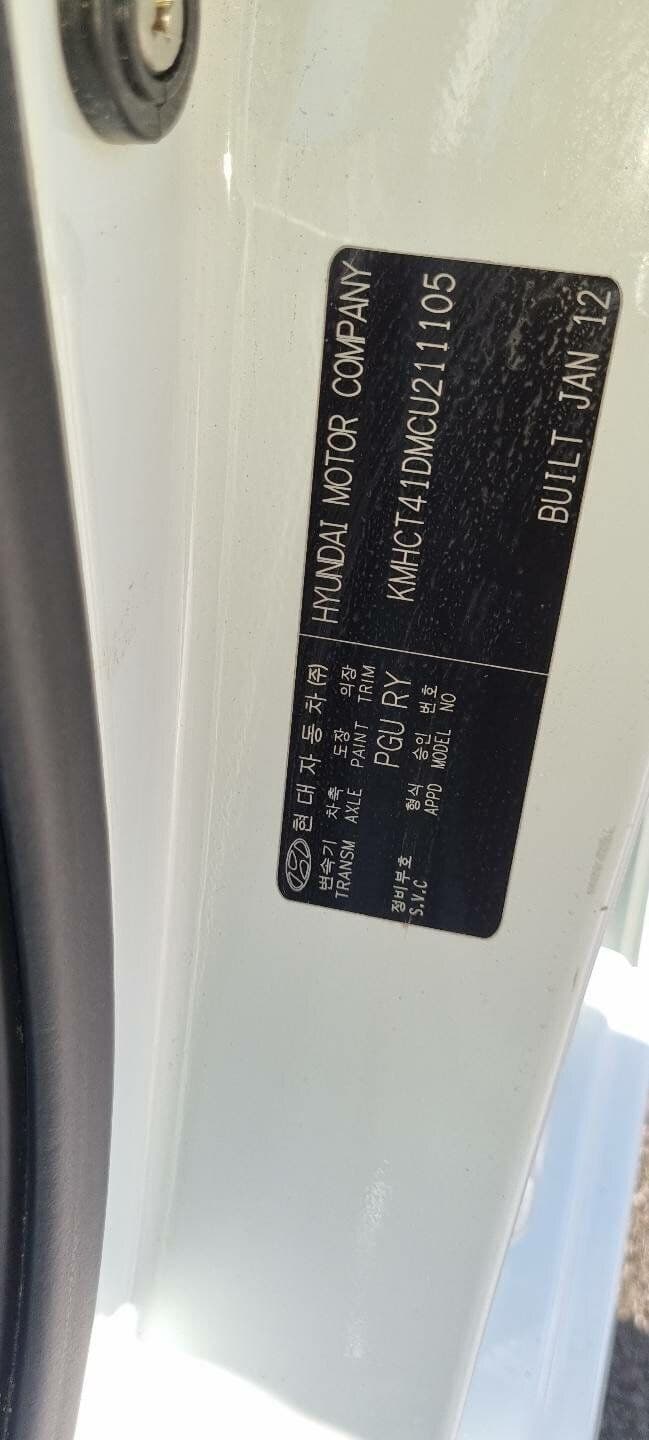 현대자동차(주)
HYUNDAI MOTOR COMPANY
변속기 차축 도장 의장
TRANSM AXLE PAINT TRIM
PGU RY
KMHCT41DMCU211105
정비부호 형식 승인 번호
S.V.C APPD MODEL NO
BUILT JAN 12